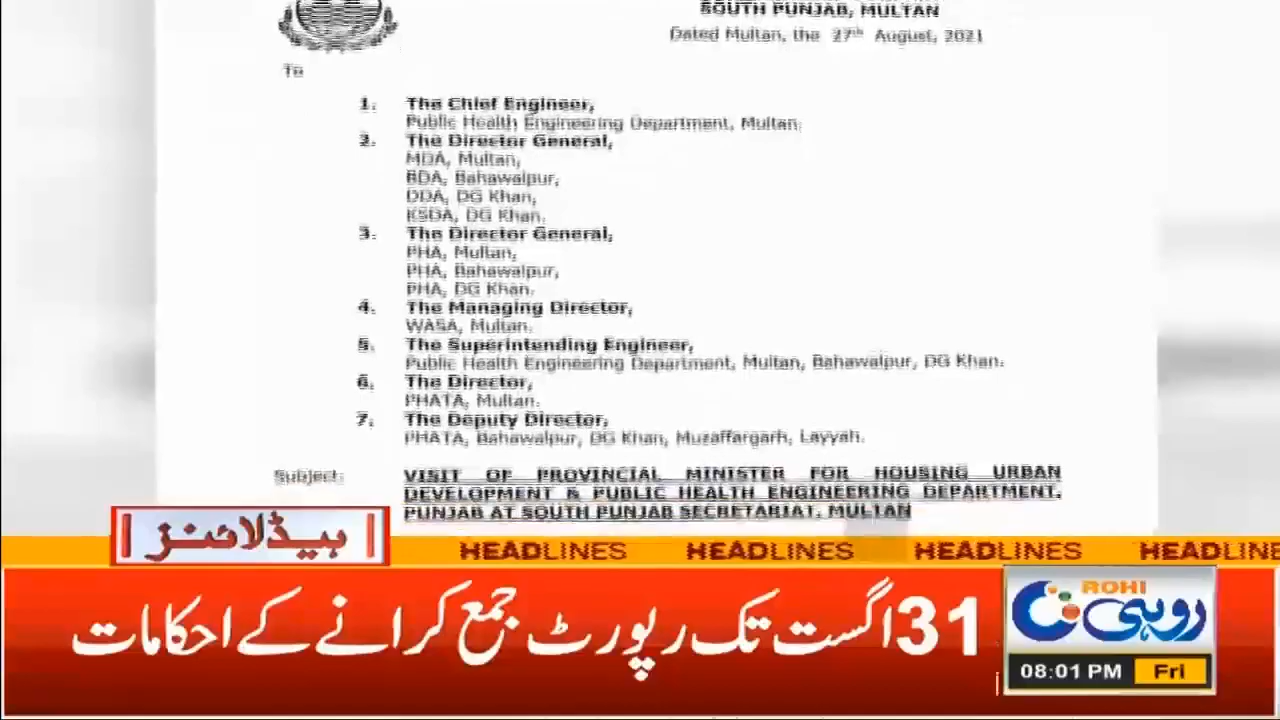 SOUTH PUNJAB, MULTAN
Dated Multan, the 27th August, 2021
To
1. The Chief Engineer,
Public Health Engineering Department, Multan.
2. The Director General,
MDA, Multan,
BDA, Bahawalpur,
DDA, DG Khan,
KSDA, DG Khan.
3. The Director General,
PHA, Multan,
PHA, Bahawalpur,
PHA, DG Khan.
4. The Managing Director,
WASA, Multan.
5. The Superintending Engineer,
Public Health Engineering Department, Multan, Bahawalpur, DG Khan.
6. The Director,
PHATA, Multan.
7. The Deputy Director,
PHATA, Bahawalpur, DG Khan, Muzaffargarh, Layyah.
Subject: VISIT OF PROVINCIAL MINISTER FOR HOUSING URBAN
DEVELOPMENT & PUBLIC HEALTH ENGINEERING DEPARTMENT,
PUNJAB AT SOUTH PUNJAB SECRETARIAT, MULTAN
ہیڈلائنز
HEADLINES HEADLINES HEADLINES HEADLINE
31 اگست تک رپورٹ جمع کرانے کے احکامات
ROHI
روہی
08:01 PM Fri